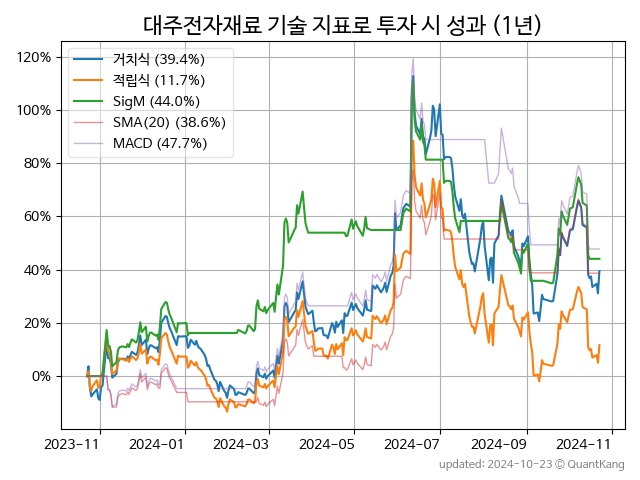 대주전자재료 기술 지표로 투자 시 성과 (1년)
120%
100%
80%
60%
40%
20%
0%
거치식 (39.4%)
적립식 (11.7%)
SigM (44.0%)
SMA(20) (38.6%)
MACD (47.7%)
2023-11 2024-01 2024-03 2024-05 2024-07 2024-09 2024-11
updated: 2024-10-23 © QuantKang